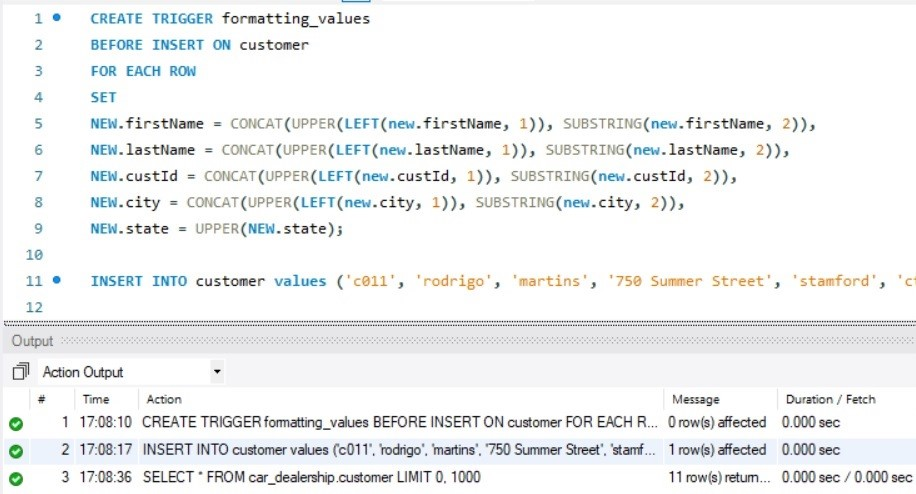 1 CREATE TRIGGER formatting_values
2 BEFORE INSERT ON customer
3 FOR EACH ROW
4 SET
5 NEW.firstName = CONCAT(UPPER(LEFT(new.firstName, 1)), SUBSTRING(new.firstName, 2)),
6 NEW.lastName = CONCAT(UPPER(LEFT(new.lastName, 1)), SUBSTRING(new.lastName, 2)),
7 NEW.custId = CONCAT(UPPER(LEFT(new.custId, 1)), SUBSTRING(new.custId, 2)),
8 NEW.city = CONCAT(UPPER(LEFT(new.city, 1)), SUBSTRING(new.city, 2)),
9 NEW.state = UPPER(NEW.state);
10
11 INSERT INTO customer values ('c011', 'rodrigo', 'martins', '750 Summer Street', 'stamford', 'c
12
Output
Action Output
# Time Action Message Duration / Fetch
1 17:08:10 CREATE TRIGGER formatting_values BEFORE INSERT ON customer FOR EACH R... 0 row(s) affected 0.000 sec
2 17:08:17 INSERT INTO customer values ('c011', 'rodrigo', 'martins', '750 Summer Street', 'stamf... 1 row(s) affected 0.000 sec
3 17:08:36 SELECT * FROM car_dealership.customer LIMIT 0, 1000 11 row(s) return... 0.000 sec / 0.000 sec